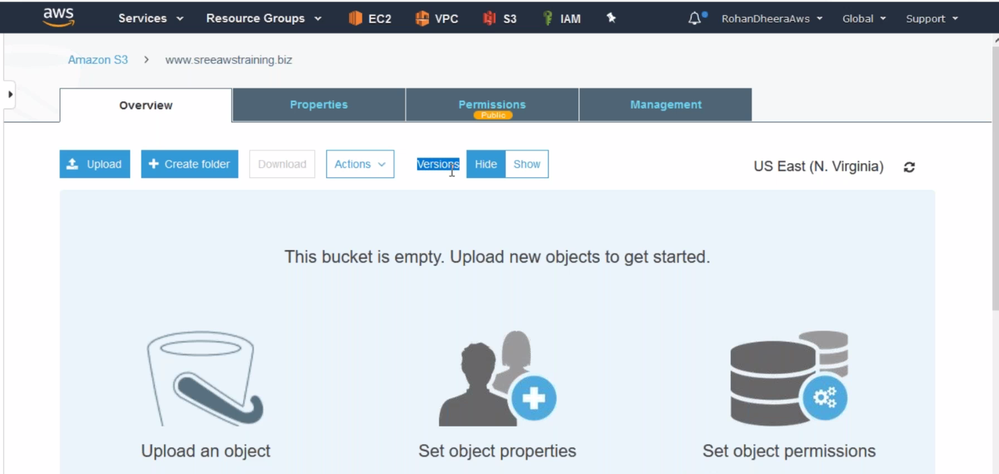 aws Services Resource Groups EC2 VPC S3 IAM RohanDheeraAws Global Support
Amazon S3 > www.sreeawstraining.biz
Overview Properties Permissions Management
Public
Upload + Create folder Download Actions Versions Hide Show US East (N. Virginia)
This bucket is empty. Upload new objects to get started.
Upload an object Set object properties Set object permissions